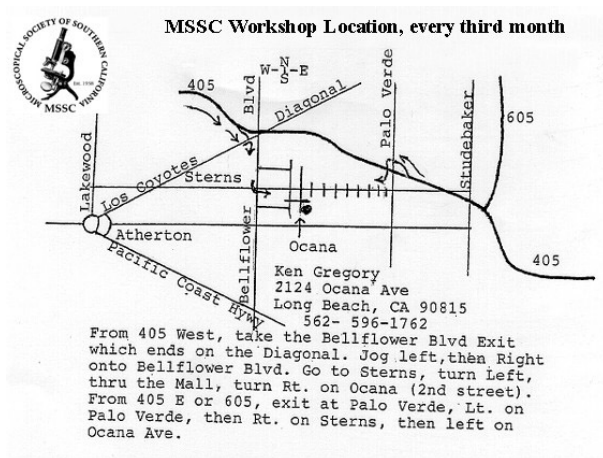 MSSC Workshop Location, every third month
MICROSCOPICAL SOCIETY OF SOUTHERN CALIFORNIA
Est. 1936
MSSC
W-N-E
S
405
Blvd
Diagonal
Palo Verde
605
Lakewood
Los Coyotes
Sterns
Studebaker
Atherton
Bellflower
Ocana
405
Pacific Coast Hywy
Ken Gregory
2124 Ocana Ave
Long Beach, CA 90815
562- 596-1762
From 405 West, take the Bellflower Blvd Exit
which ends on the Diagonal. Jog left,then Right
onto Bellflower Blvd. Go to Sterns, turn Left,
thru the Mall, turn Rt. on Ocana (2nd street).
From 405 E or 605, exit at Palo Verde, Lt. on
Palo Verde, then Rt. on Sterns, then left on
Ocana Ave.